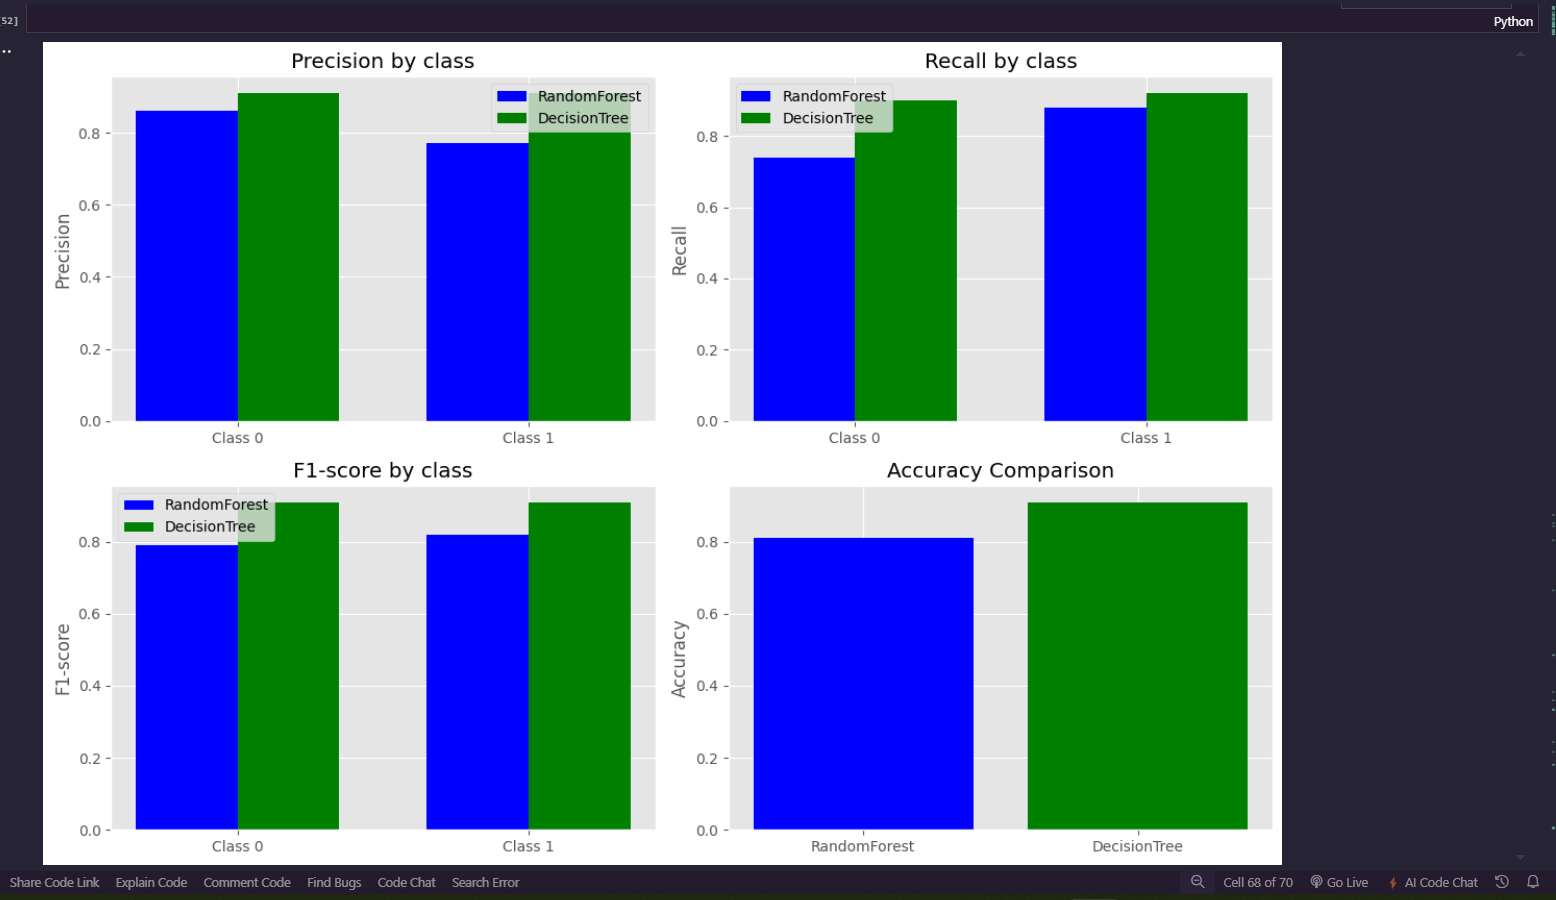 52]
Python
..
Precision by class
RandomForest
DecisionTree
0.8
0.6
0.4
0.2
0.0
Precision
Class 0
Class 1
Recall by class
RandomForest
DecisionTree
0.8
0.6
0.4
0.2
0.0
Recall
Class 0
Class 1
F1-score by class
RandomForest
DecisionTree
0.8
0.6
0.4
0.2
0.0
F1-score
Class 0
Class 1
Accuracy Comparison
0.8
0.6
0.4
0.2
0.0
Accuracy
RandomForest
DecisionTree
Share Code Link Explain Code Comment Code Find Bugs Code Chat Search Error Cell 68 of 70 Go Live AI Code Chat